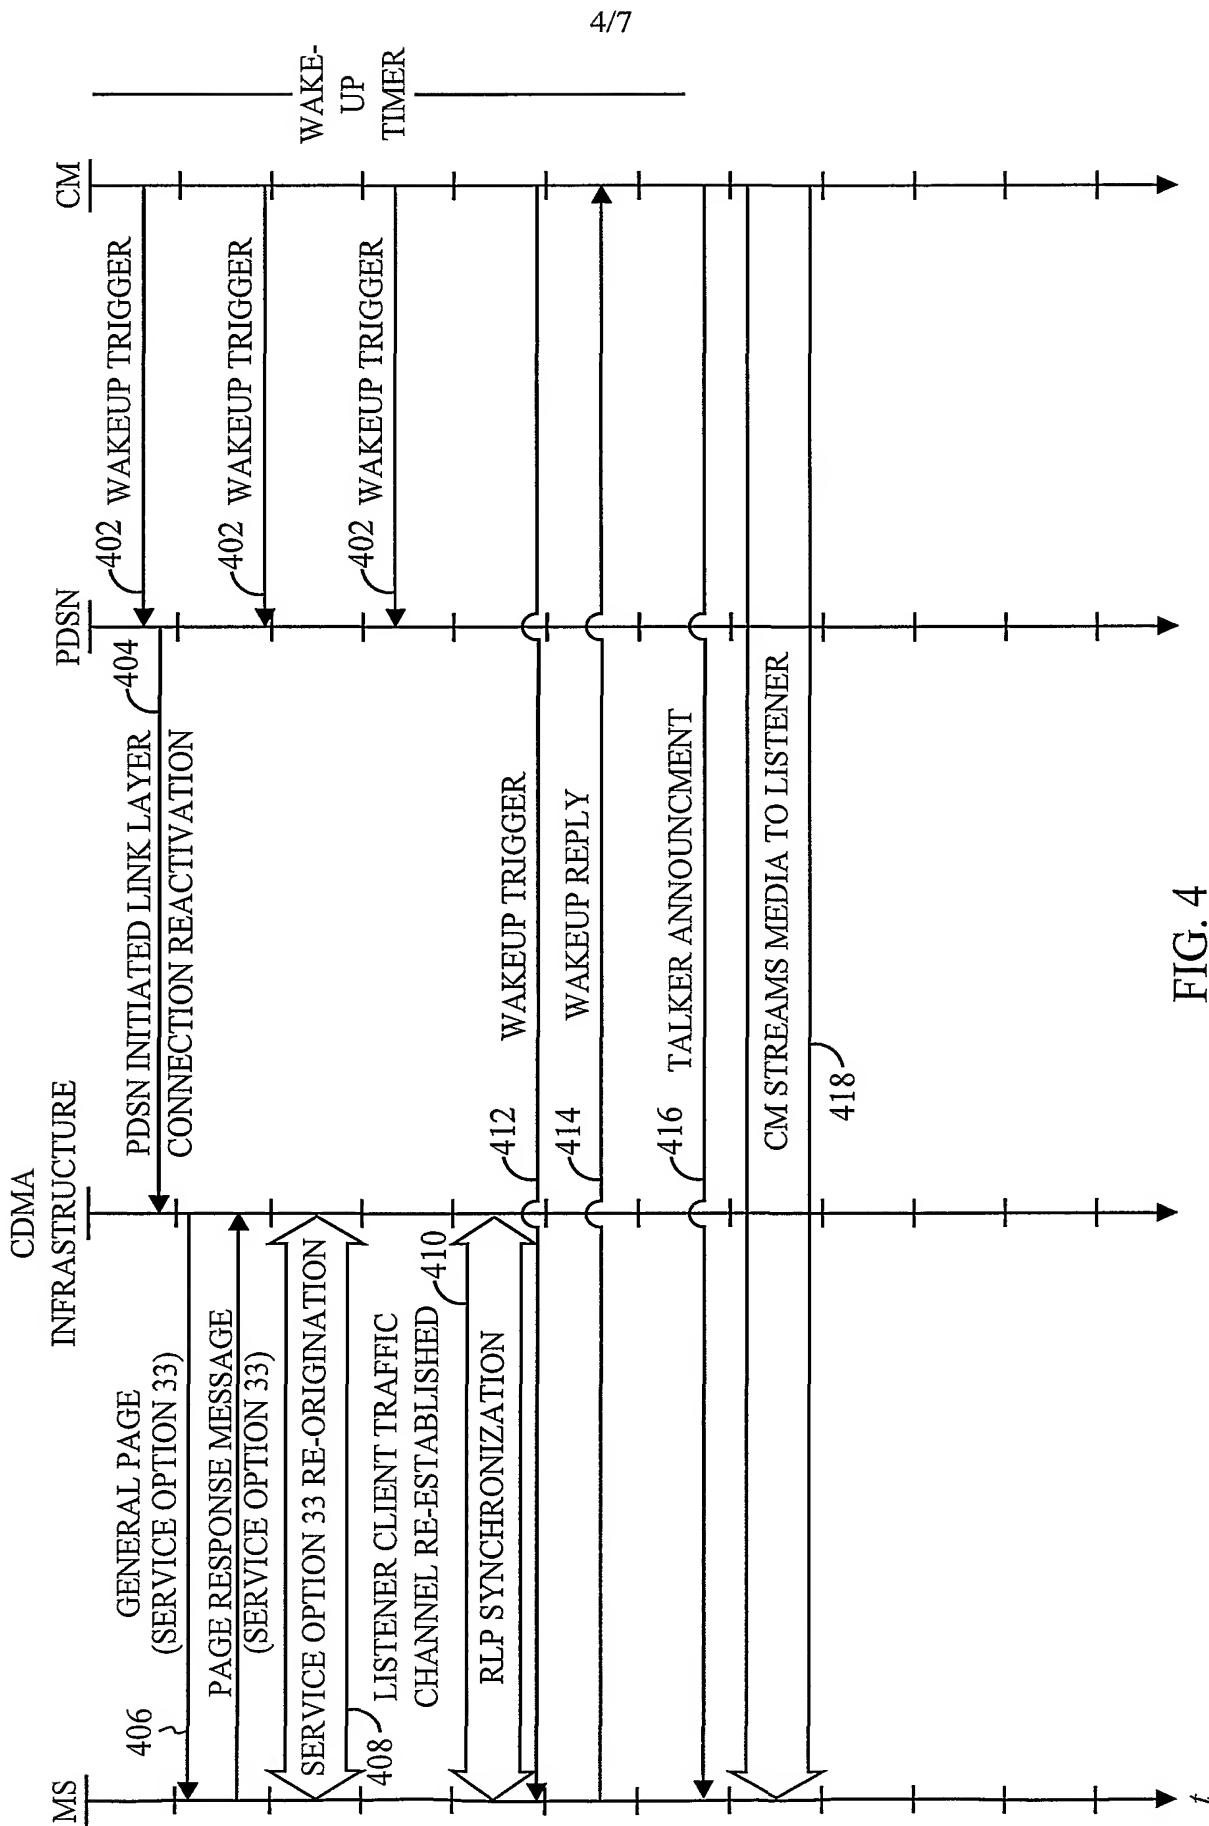 4/7
MS
CDMA
INFRASTRUCTURE
PDSN
CM
WAKE-
UP
TIMER
402 WAKEUP TRIGGER
404
PDSN INITIATED LINK LAYER
CONNECTION REACTIVATION
406
GENERAL PAGE
(SERVICE OPTION 33)
PAGE RESPONSE MESSAGE
(SERVICE OPTION 33)
402 WAKEUP TRIGGER
SERVICE OPTION 33 RE-ORIGINATION
408
LISTENER CLIENT TRAFFIC
CHANNEL RE-ESTABLISHED
402 WAKEUP TRIGGER
410
RLP SYNCHRONIZATION
412
WAKEUP TRIGGER
414
WAKEUP REPLY
416
TALKER ANNOUNCMENT
CM STREAMS MEDIA TO LISTENER
418
t
FIG. 4